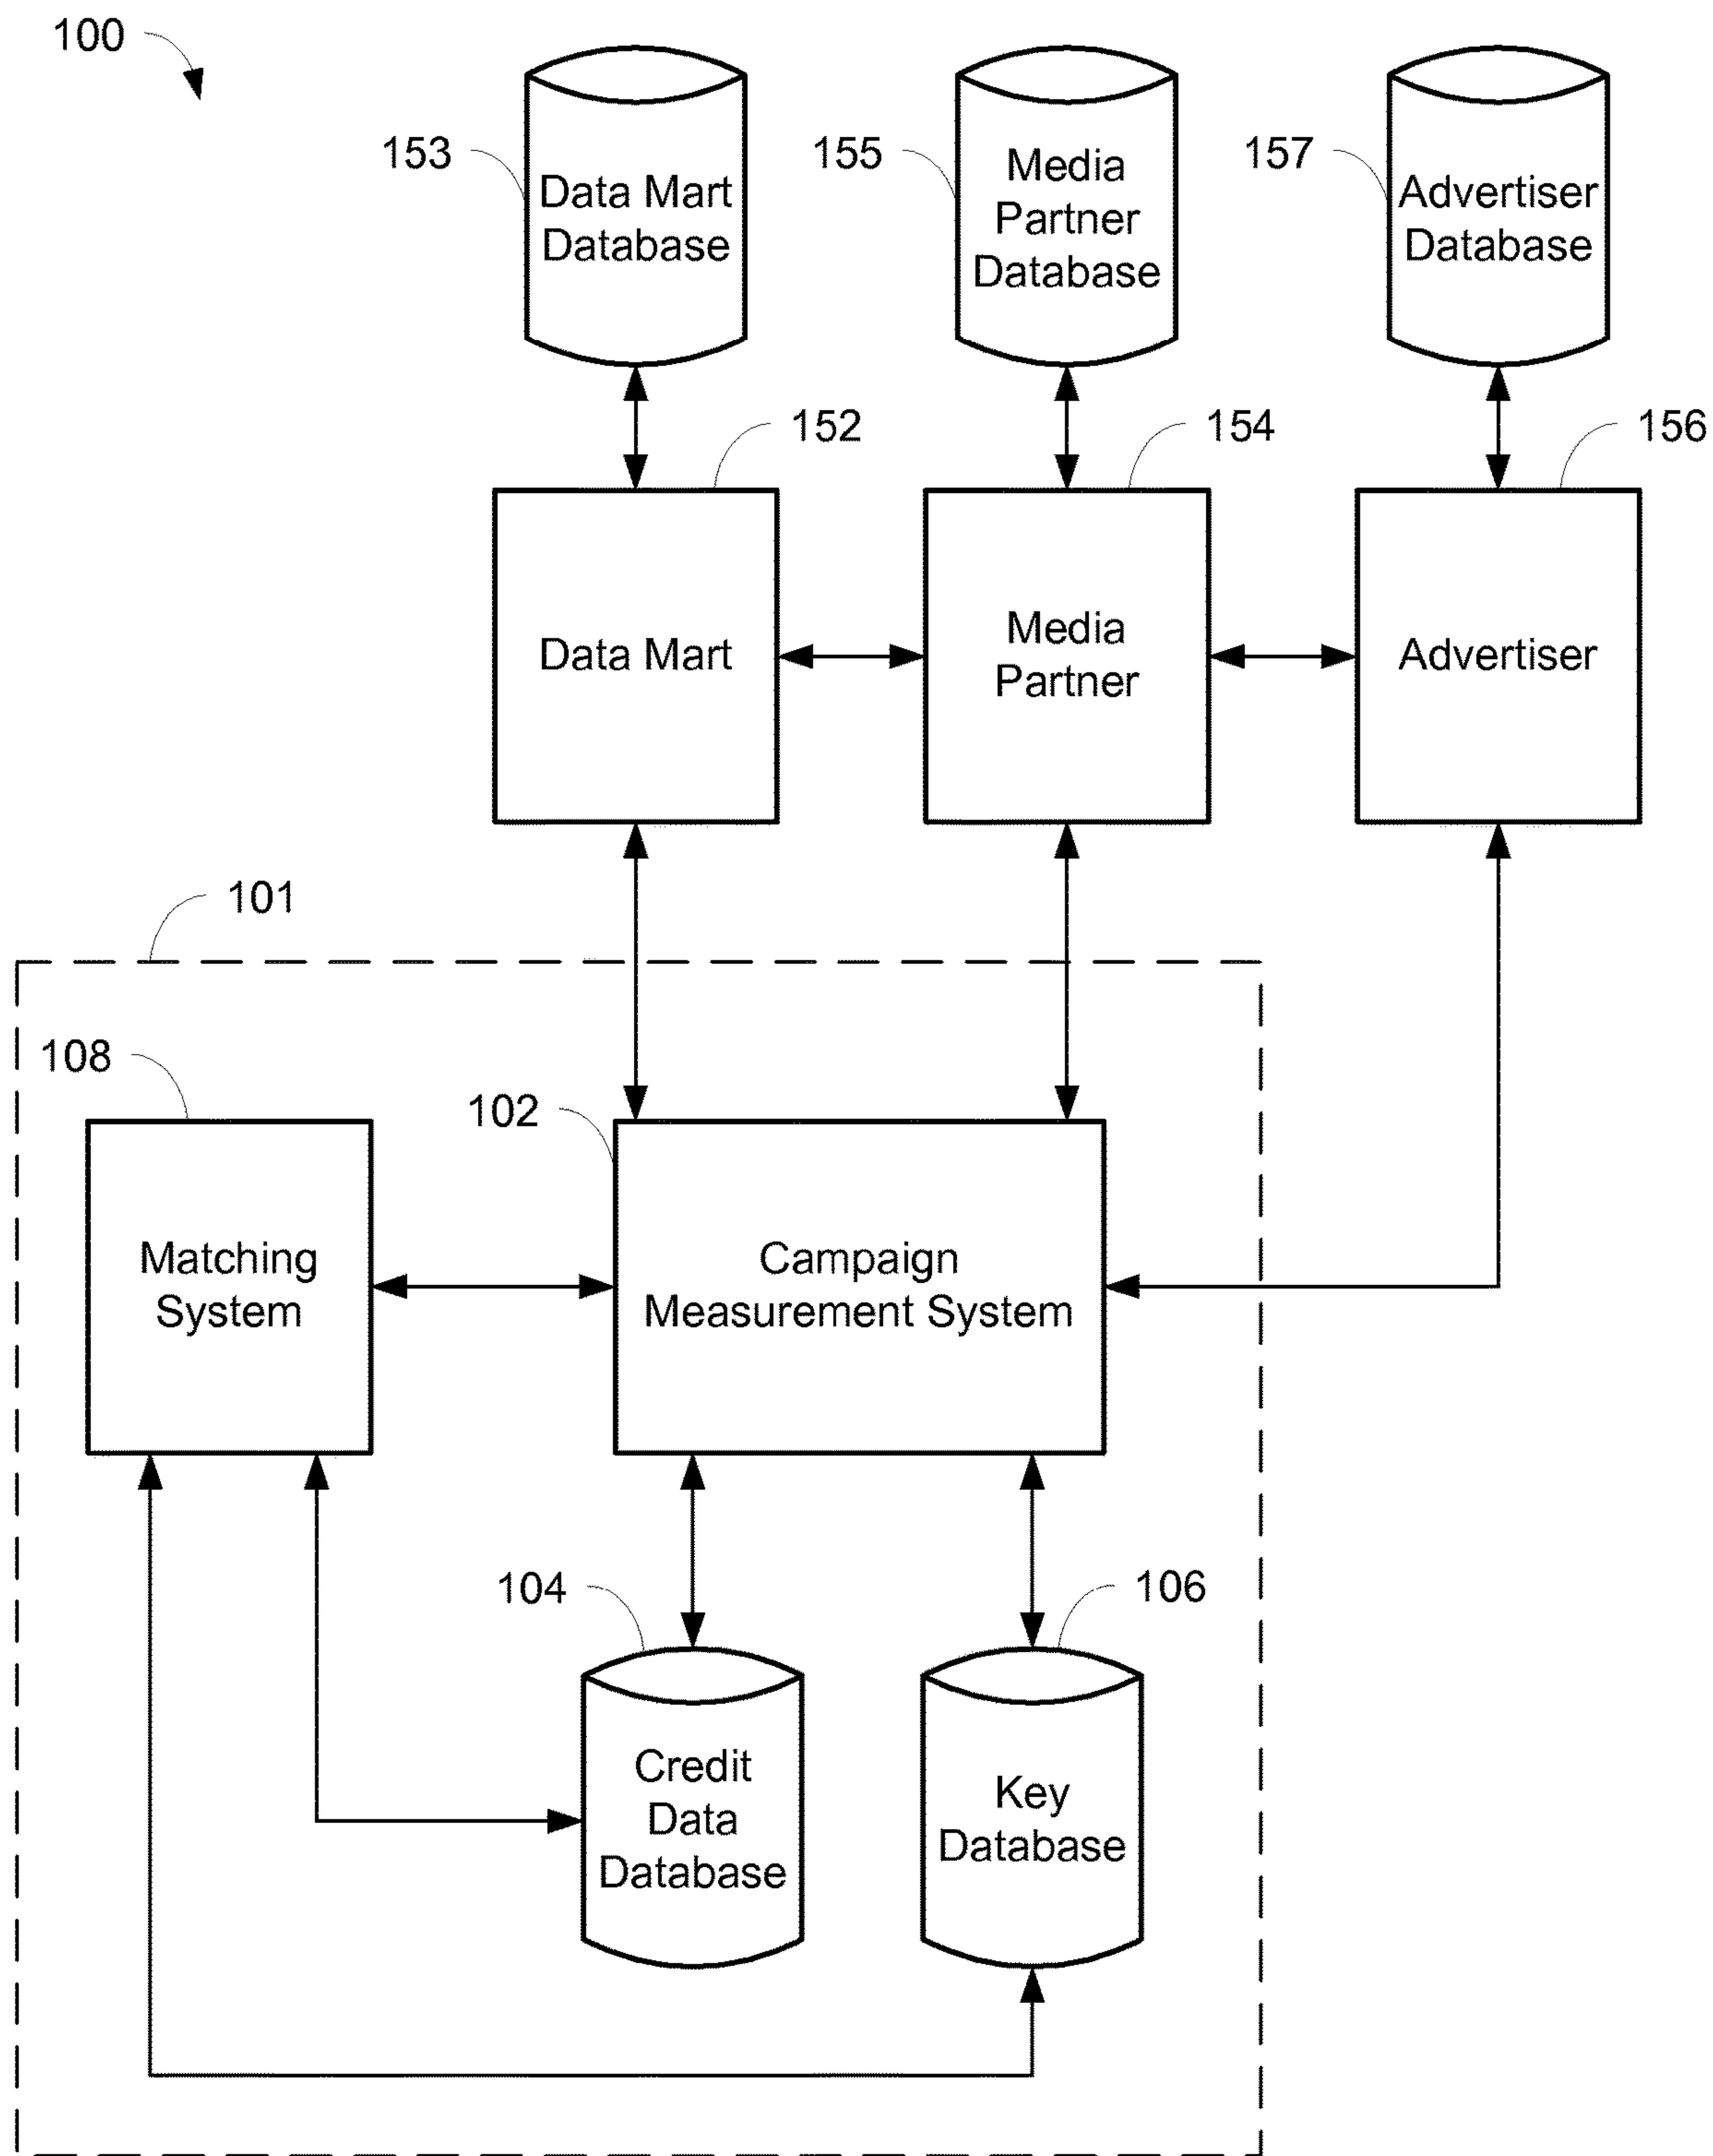 100
153
Data Mart
Database
155
Media
Partner
Database
157
Advertiser
Database
152
154
156
Data Mart
Media
Partner
Advertiser
101
108
102
Matching
System
Campaign
Measurement System
104
106
Credit
Data
Database
Key
Database